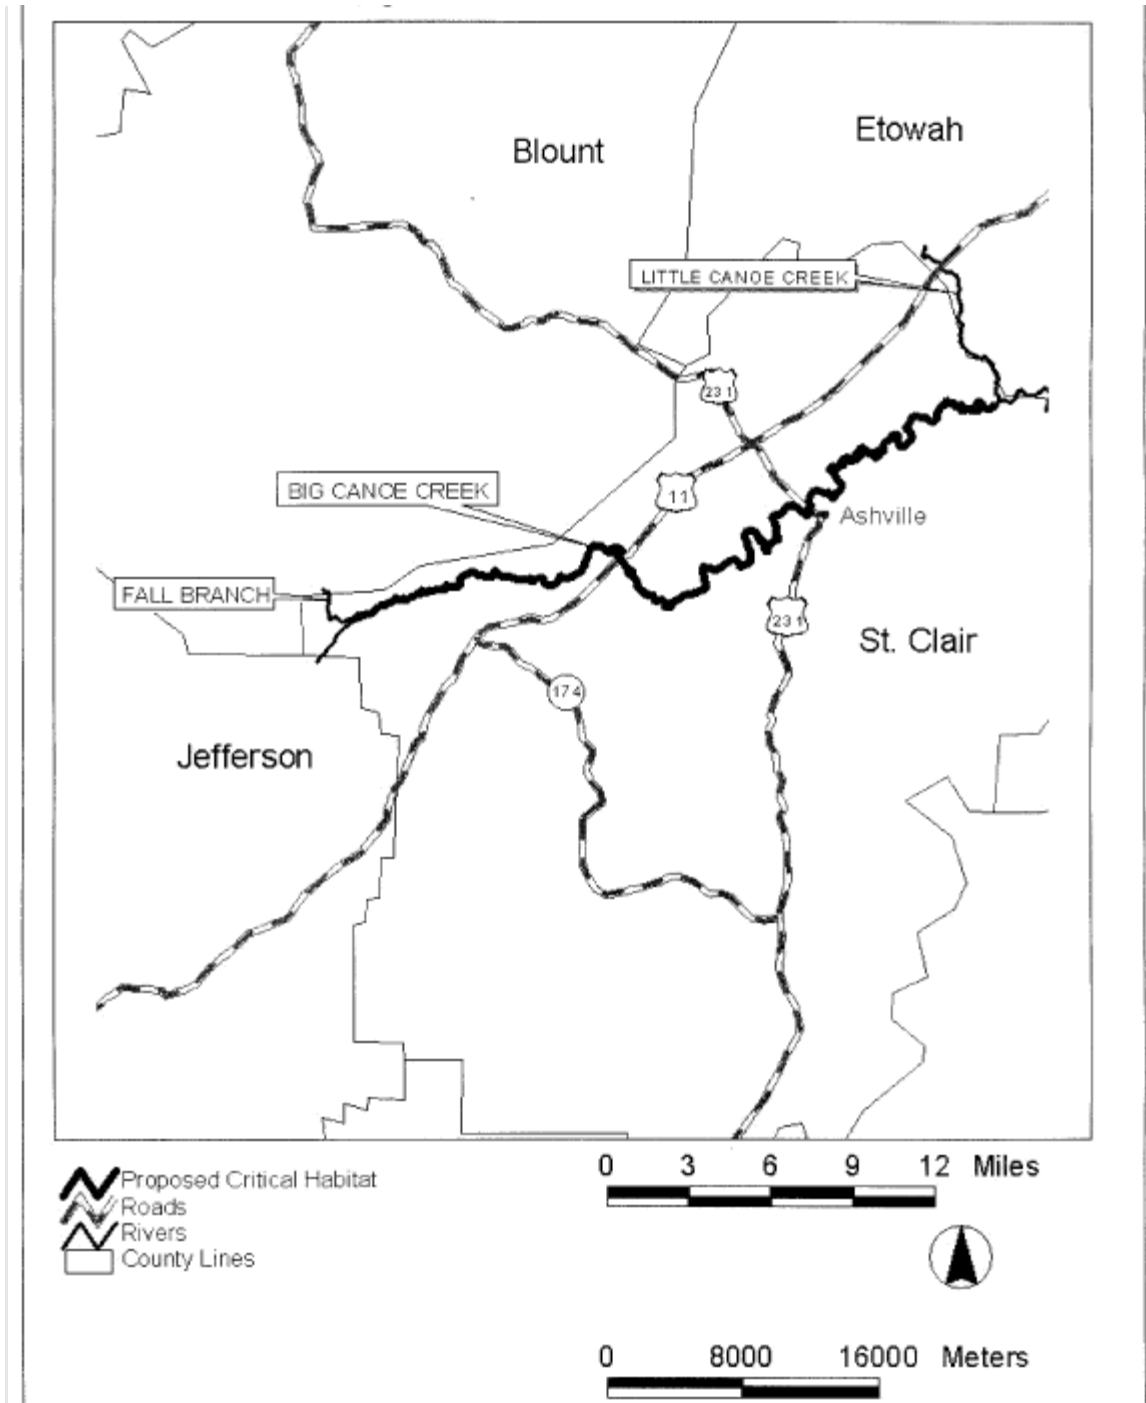 Etowah
Blount
LITTLE CANOE CREEK
231
BIG CANOE CREEK
11
Ashville
FALL BRANCH
231
St. Clair
174
Jefferson
Proposed Critical Habitat
Roads
Rivers
County Lines
0 3 6 9 12 Miles
0 8000 16000 Meters